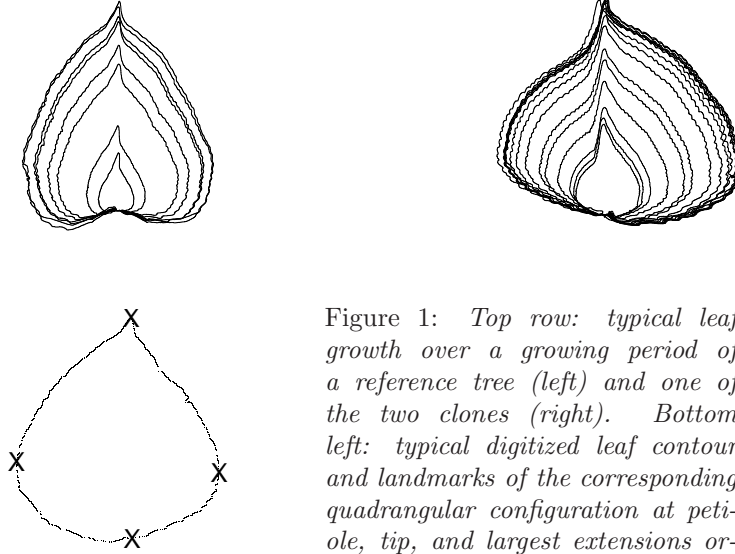 X
X
X
X
Figure 1: Top row: typical leaf
growth over a growing period of
a reference tree (left) and one of
the two clones (right). Bottom
left: typical digitized leaf contour
and landmarks of the corresponding
quadrangular configuration at peti-
ole, tip, and largest extensions or-